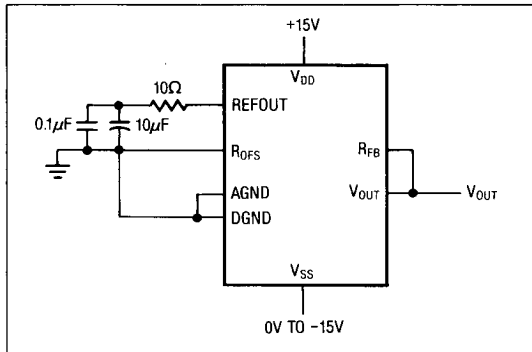 +15V
V_DD
10Ω
REFOUT
0.1μF
10μF
R_OFS
R_FB
AGND
V_OUT
V_OUT
DGND
V_SS
0V TO -15V